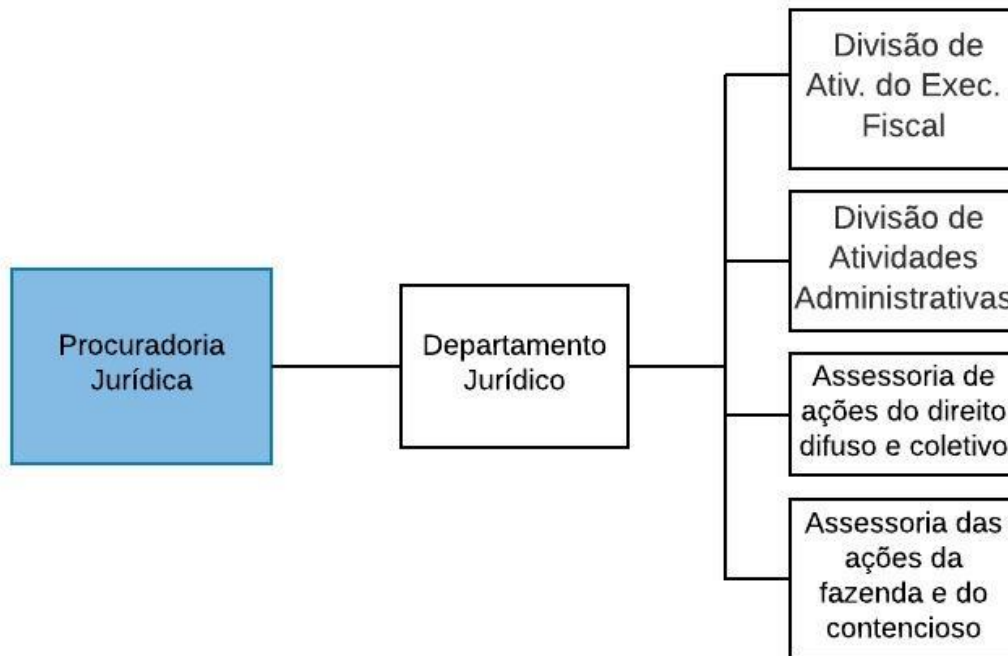 Procuradoria
Jurídica
Departamento
Jurídico
Divisão de
Ativ. do Exec.
Fiscal
Divisão de
Atividades
Administrativas
Assessoria de
ações do direito
difuso e coletivo
Assessoria das
ações da
fazenda e do
contencioso